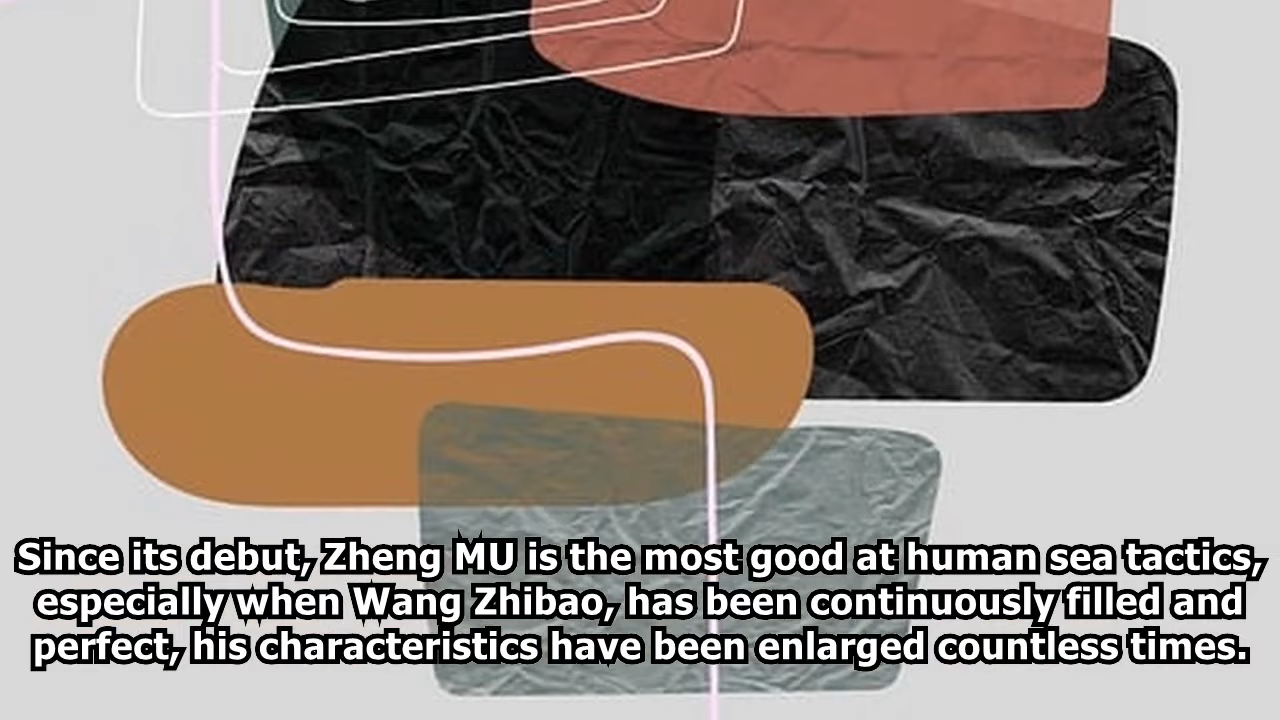 Since its debut, Zheng MU is the most good at human sea tactics,
especially when Wang Zhibao, has been continuously filled and
perfect, his characteristics have been enlarged countless times.